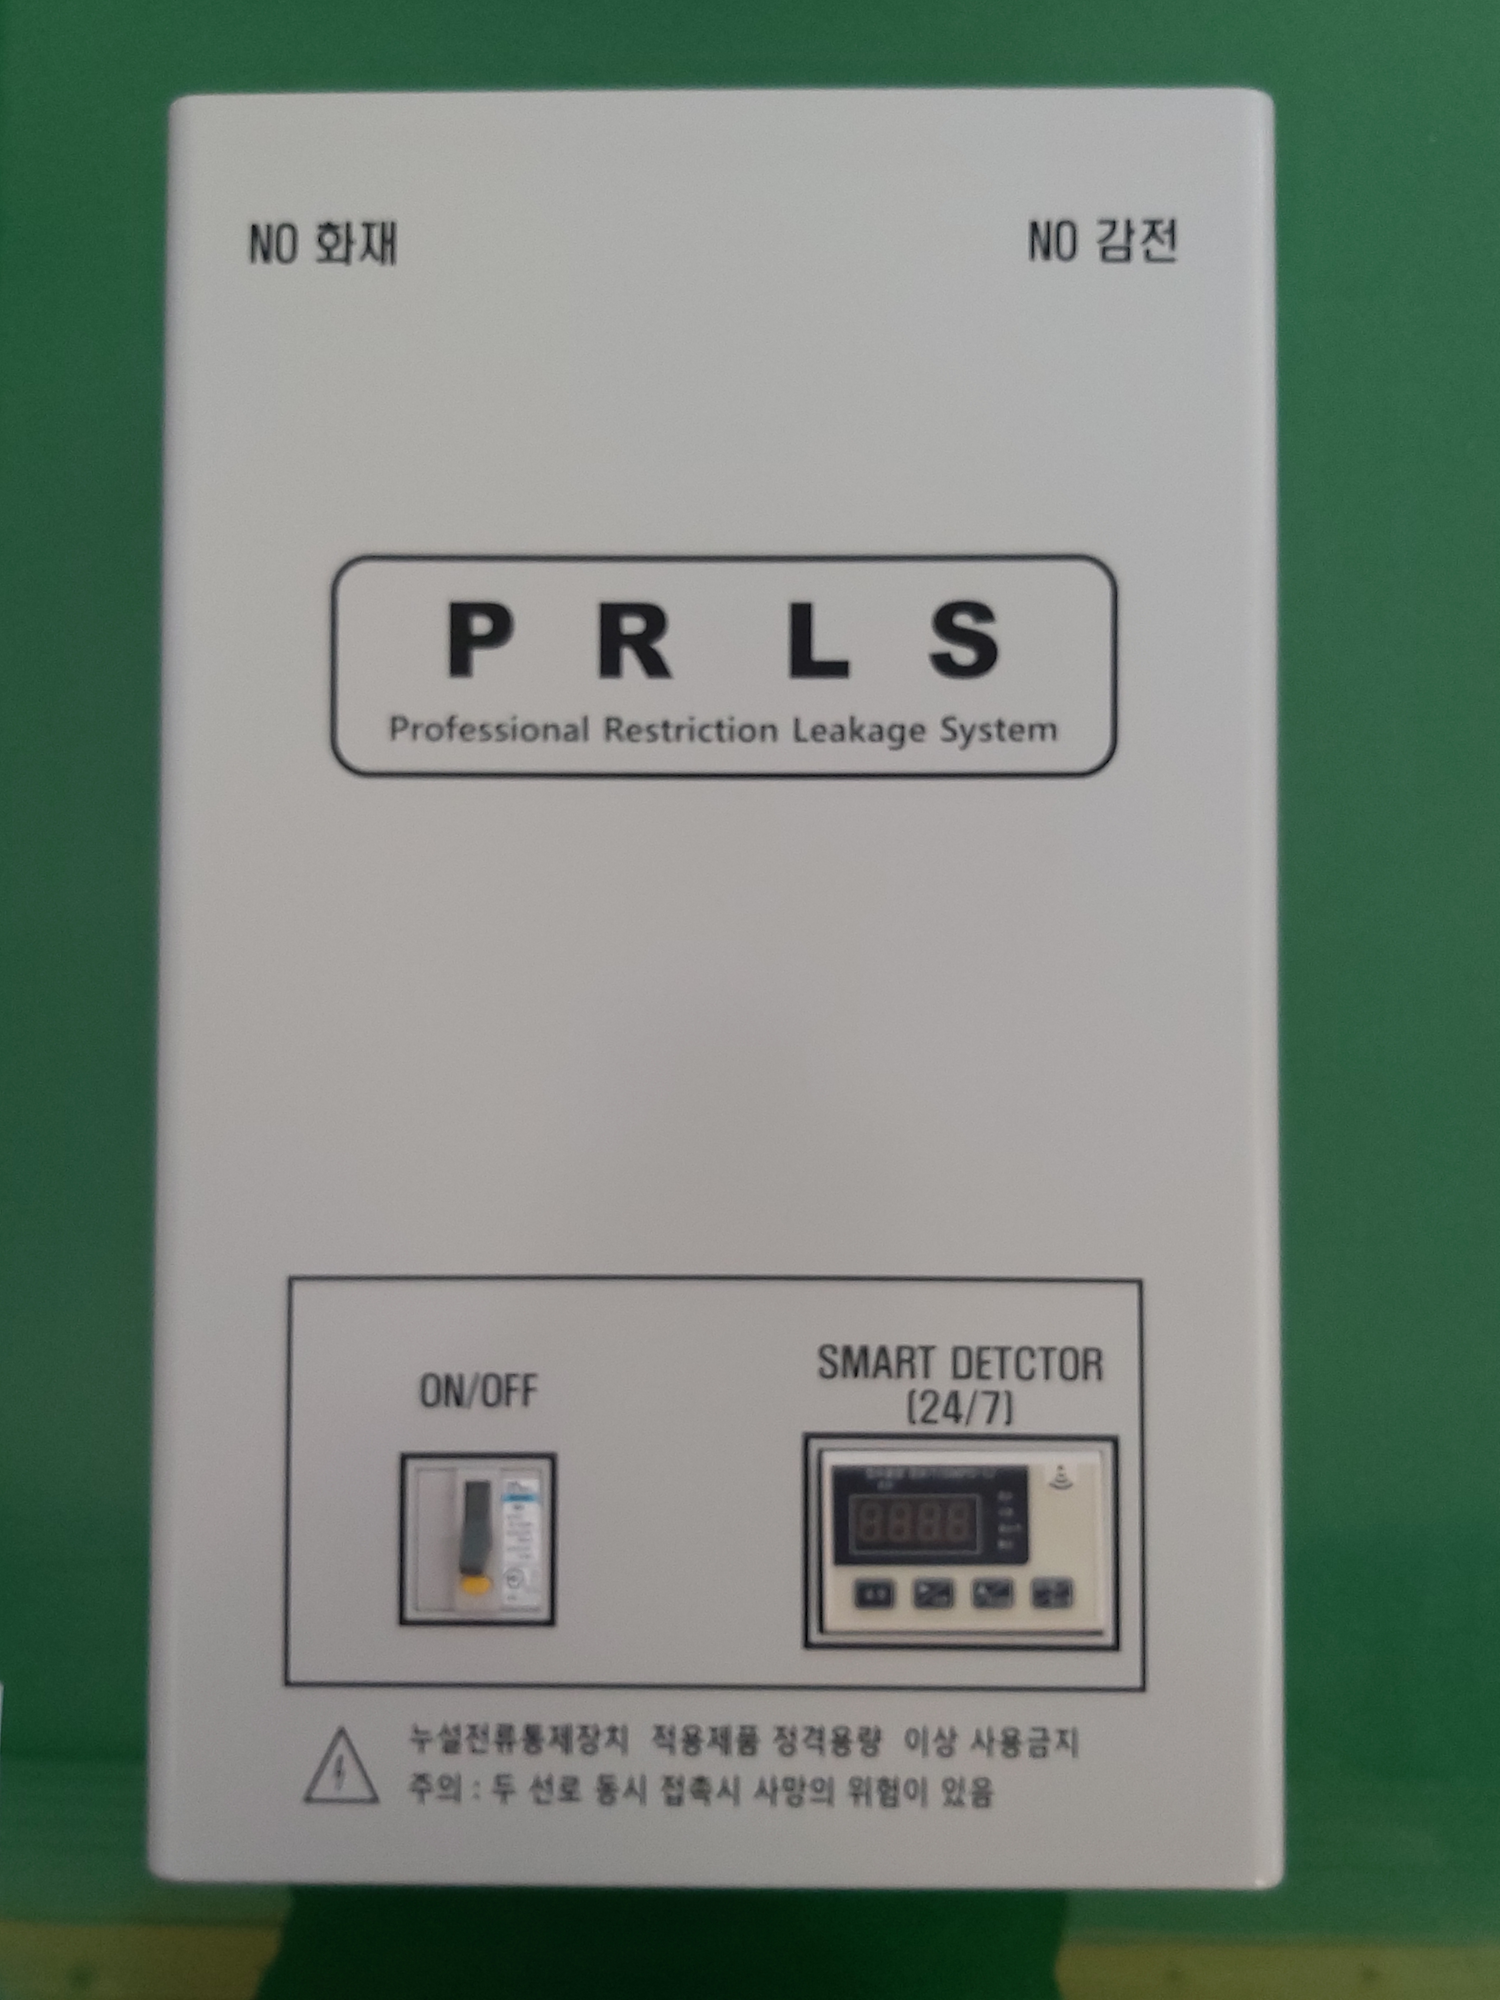 NO 화재
NO 감전
P R L S
Professional Restriction Leakage System
ON/OFF
SMART DETCTOR
(24/7)
누설전류통제장치 적용제품 정격용량 이상 사용금지
주의 : 두 선로 동시 접촉시 사망의 위험이 있음